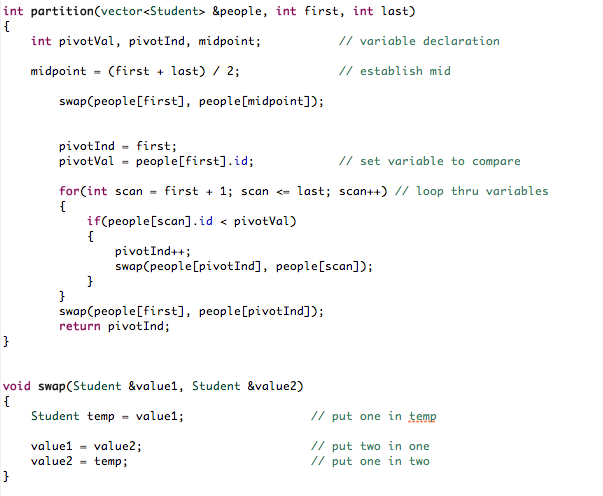 int partition(vector<Student> &people, int first, int last)
{
    int pivotVal, pivotInd, midpoint;           // variable declaration

    midpoint = (first + last) / 2;              // establish mid

        swap(people[first], people[midpoint]);


        pivotInd = first;
        pivotVal = people[first].id;            // set variable to compare

        for(int scan = first + 1; scan <= last; scan++) // loop thru variables
        {
            if(people[scan].id < pivotVal)
            {
                pivotInd++;
                swap(people[pivotInd], people[scan]);
            }
        }
        swap(people[first], people[pivotInd]);
        return pivotInd;
}


void swap(Student &value1, Student &value2)
{
    Student temp = value1;                  // put one in temp

    value1 = value2;                        // put two in one
    value2 = temp;                          // put one in two
}